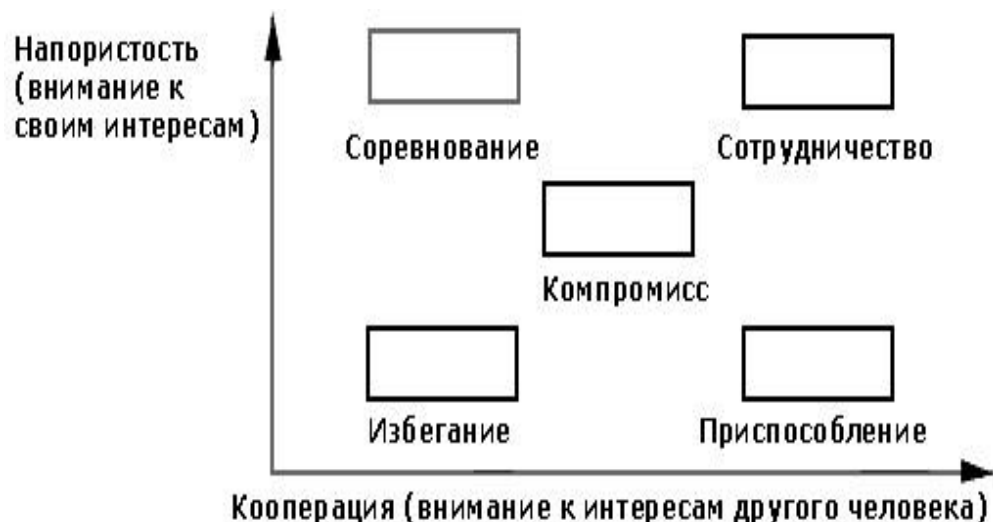 Напористость
(внимание к
своим интересам)
Соревнование
Сотрудничество
Компромисс
Избегание
Приспособление
Кооперация (внимание к интересам другого человека)